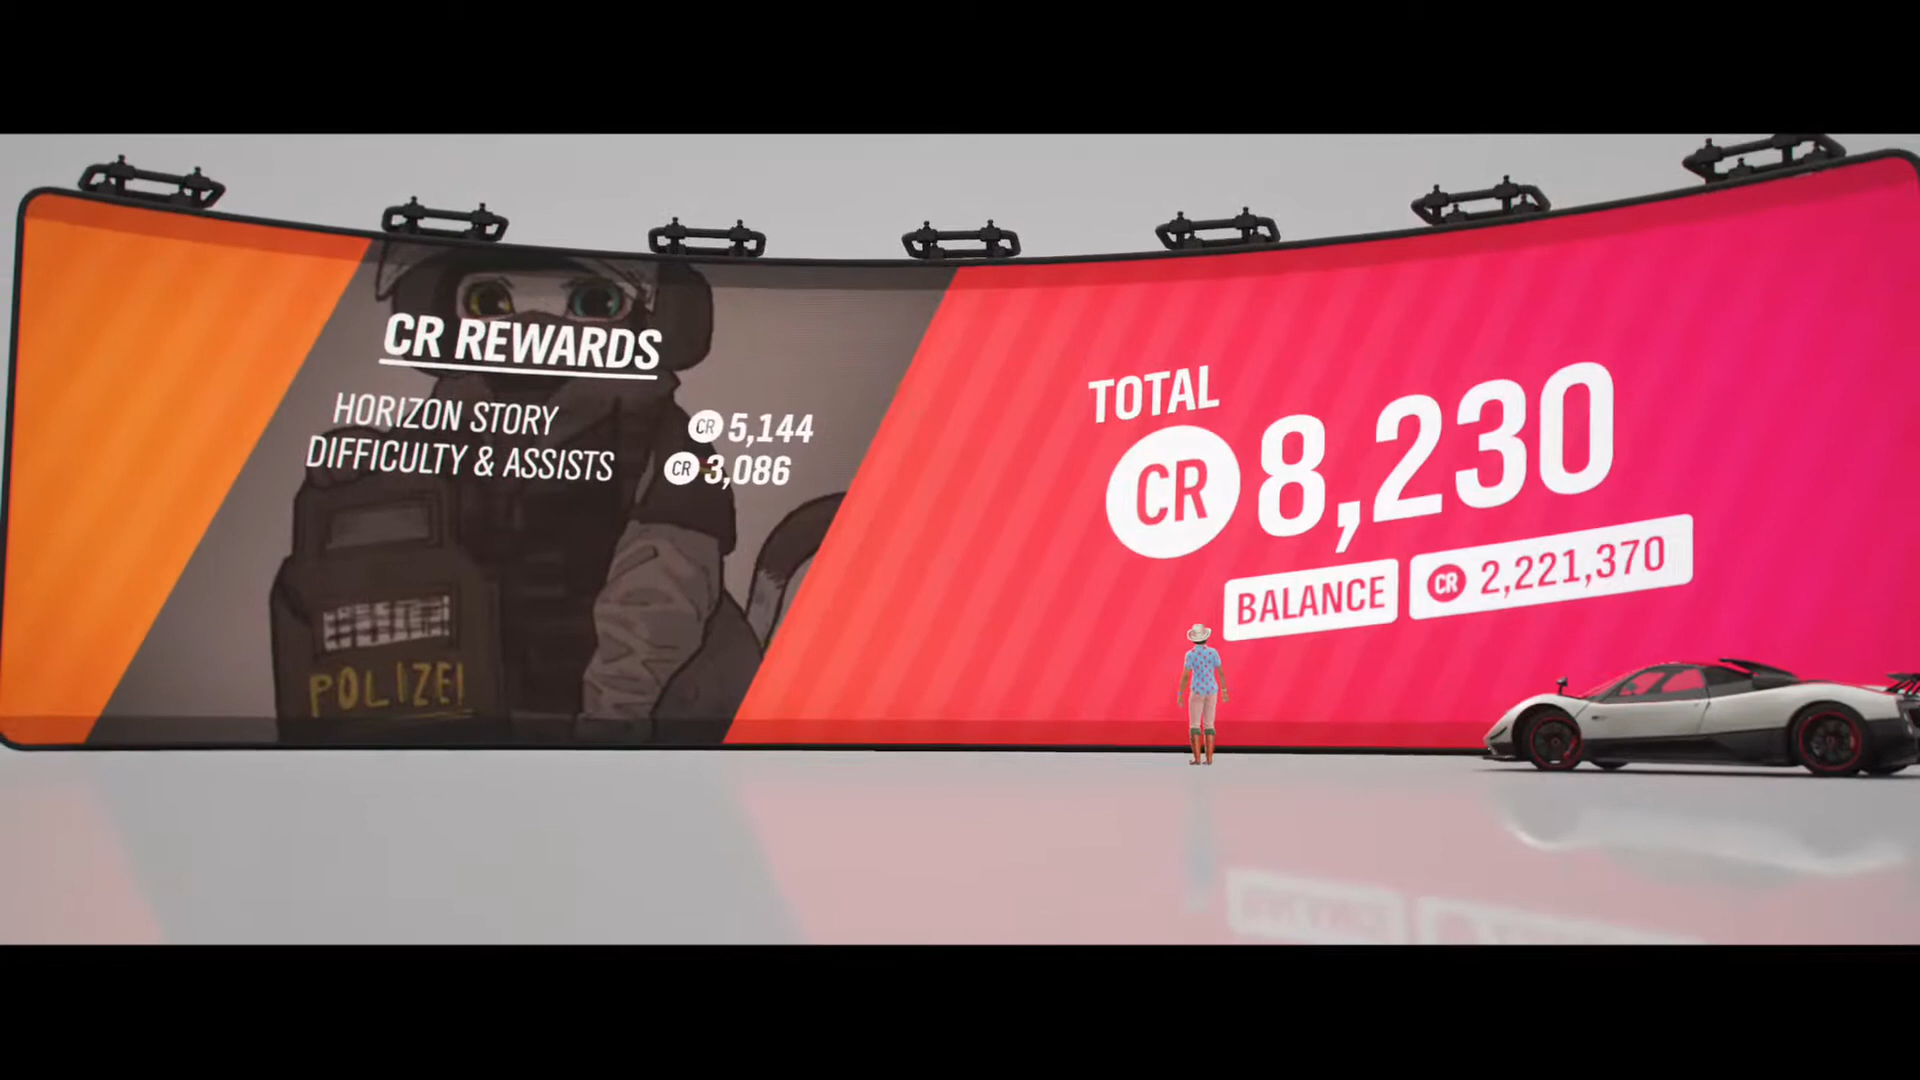 CR REWARDS
HORIZON STORY CR 5,144
DIFFICULTY & ASSISTS CR 3,086
TOTAL
CR 8,230
BALANCE CR 2,221,370
POLIZEI